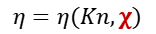 η = η(Kn, χ)